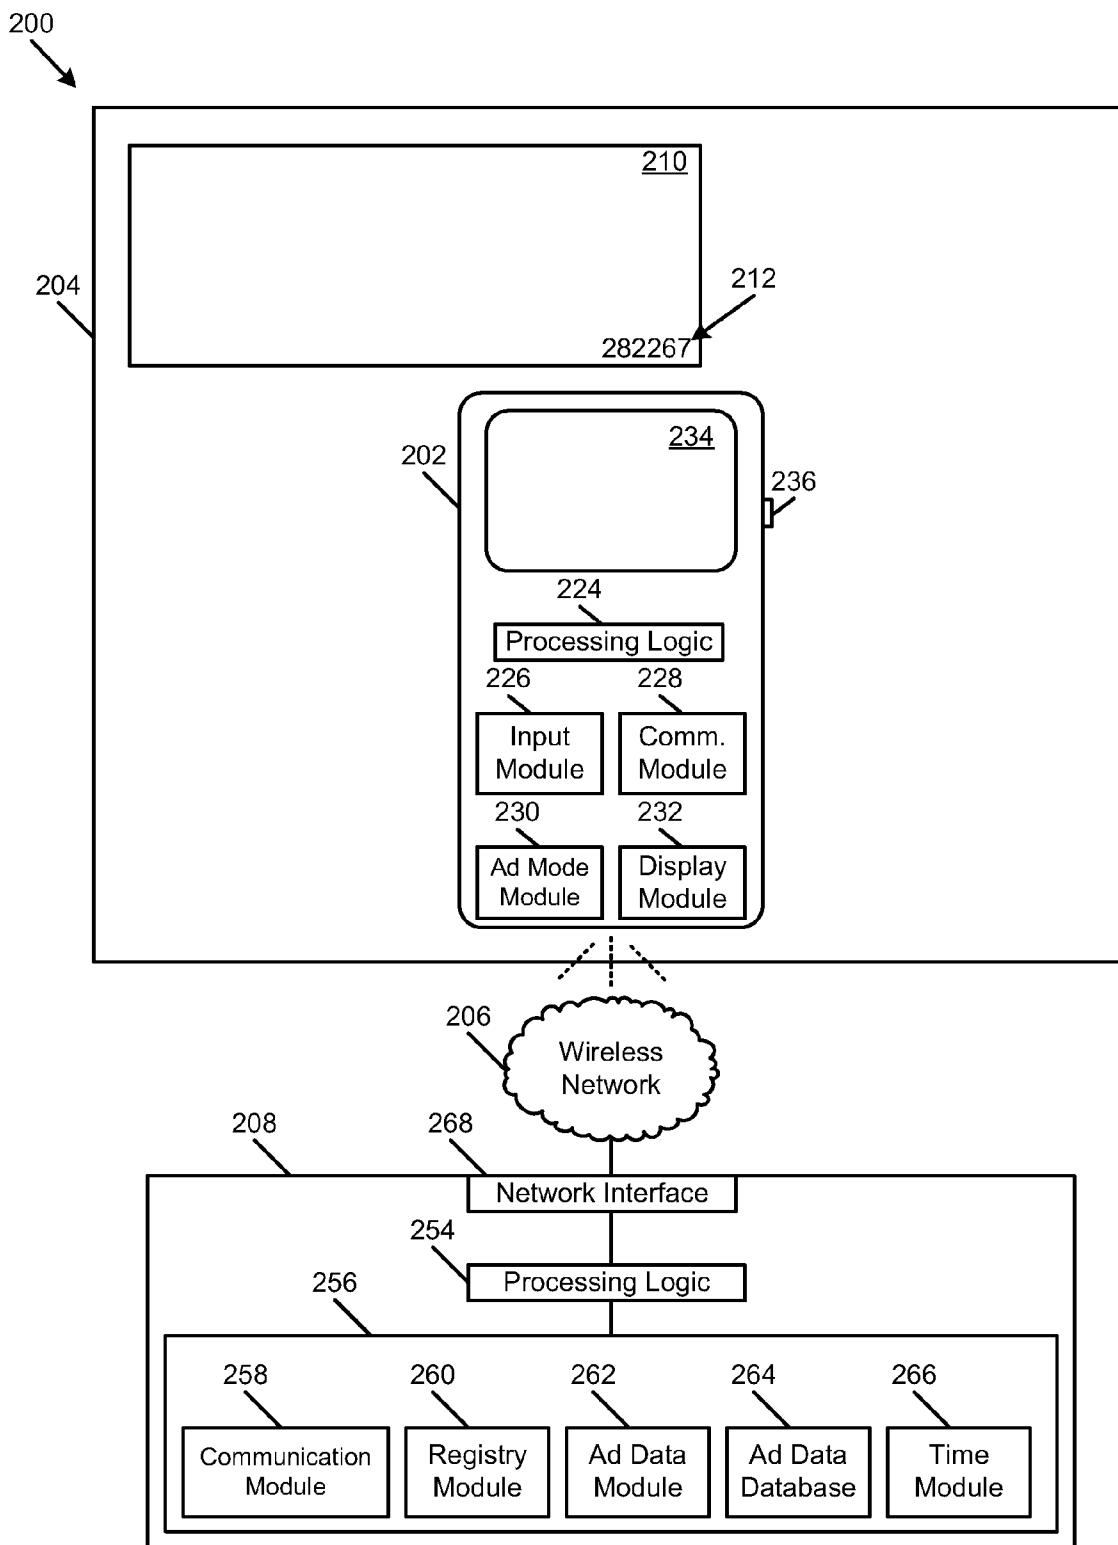 200
210
204
212
282267
234
202
236
224
Processing Logic
226
228
Input
Module
Comm.
Module
230
232
Ad Mode
Module
Display
Module
206
Wireless
Network
208
268
Network Interface
254
Processing Logic
256
258
260
262
264
266
Communication
Module
Registry
Module
Ad Data
Module
Ad Data
Database
Time
Module